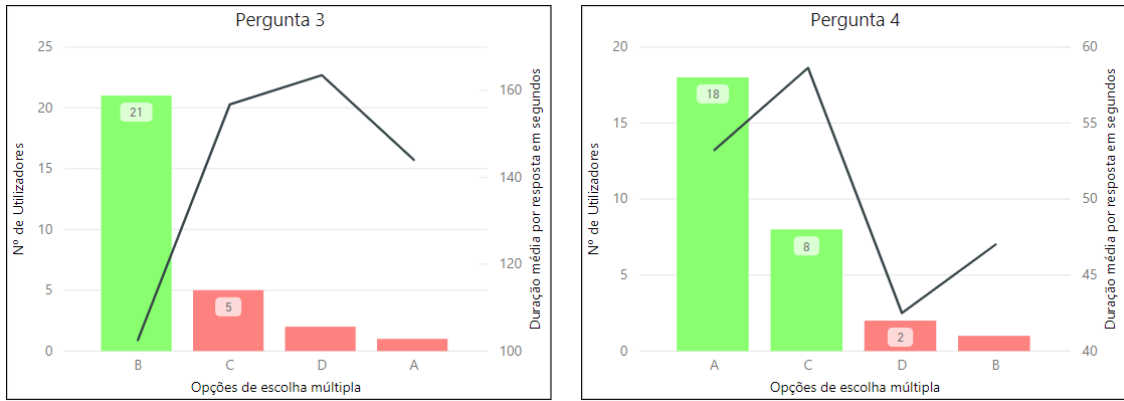 Pergunta 3
25
20
15
10
5
0
160
140
120
100
21
5
B
C
D
A
Nº de Utilizadores
Duração média por resposta em segundos
Opções de escolha múltipla
Pergunta 4
20
15
10
5
0
60
55
50
45
40
18
8
2
A
C
D
B
Nº de Utilizadores
Duração média por resposta em segundos
Opções de escolha múltipla